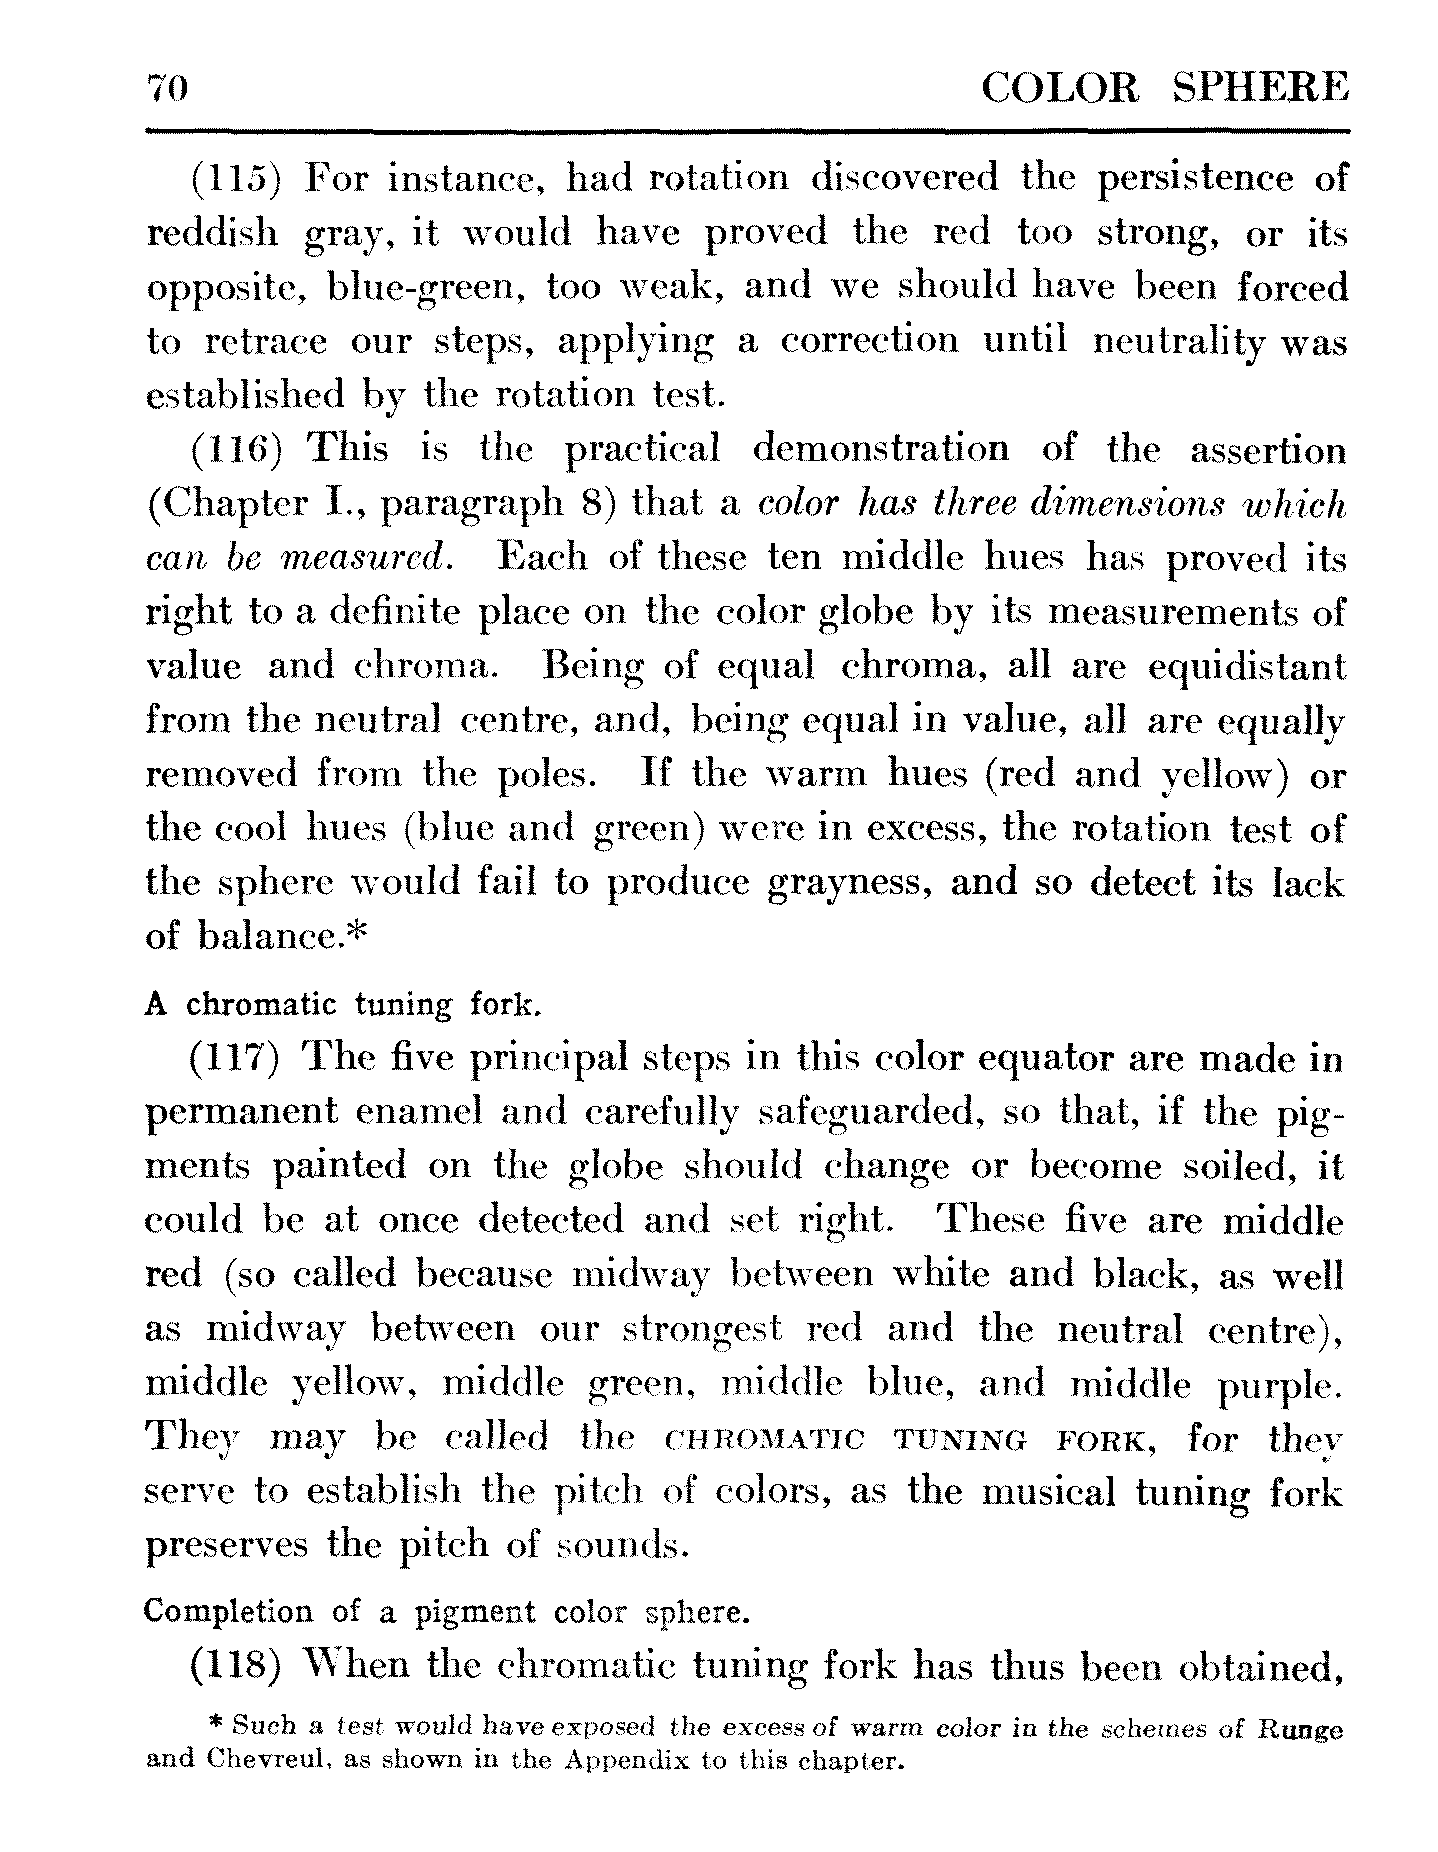 70 COLOR SPHERE
(115) For instance, had rotation discovered the persistence of
reddish gray, it would have proved the red too strong, or its
opposite, blue-green, too weak, and we should have been forced
to retrace our steps, applying a correction until neutrality was
established by the rotation test.
(116) This is the practical demonstration of the assertion
(Chapter I., paragraph 8) that a color has three dimensions which
can be measured. Each of these ten middle hues has proved its
right to a definite place on the color globe by its measurements of
value and chroma. Being of equal chroma, all are equidistant
from the neutral centre, and, being equal in value, all are equally
removed from the poles. If the warm hues (red and yellow) or
the cool hues (blue and green) were in excess, the rotation test of
the sphere would fail to produce grayness, and so detect its lack
of balance.*
A chromatic tuning fork.
(117) The five principal steps in this color equator are made in
permanent enamel and carefully safeguarded, so that, if the pig-
ments painted on the globe should change or become soiled, it
could be at once detected and set right. These five are middle
red (so called because midway between white and black, as well
as midway between our strongest red and the neutral centre),
middle yellow, middle green, middle blue, and middle purple.
They may be called the CHROMATIC TUNING FORK, for they
serve to establish the pitch of colors, as the musical tuning fork
preserves the pitch of sounds.
Completion of a pigment color sphere.
(118) When the chromatic tuning fork has thus been obtained,
* Such a test would have exposed the excess of warm color in the schemes of Runge
and Chevreul, as shown in the Appendix to this chapter.